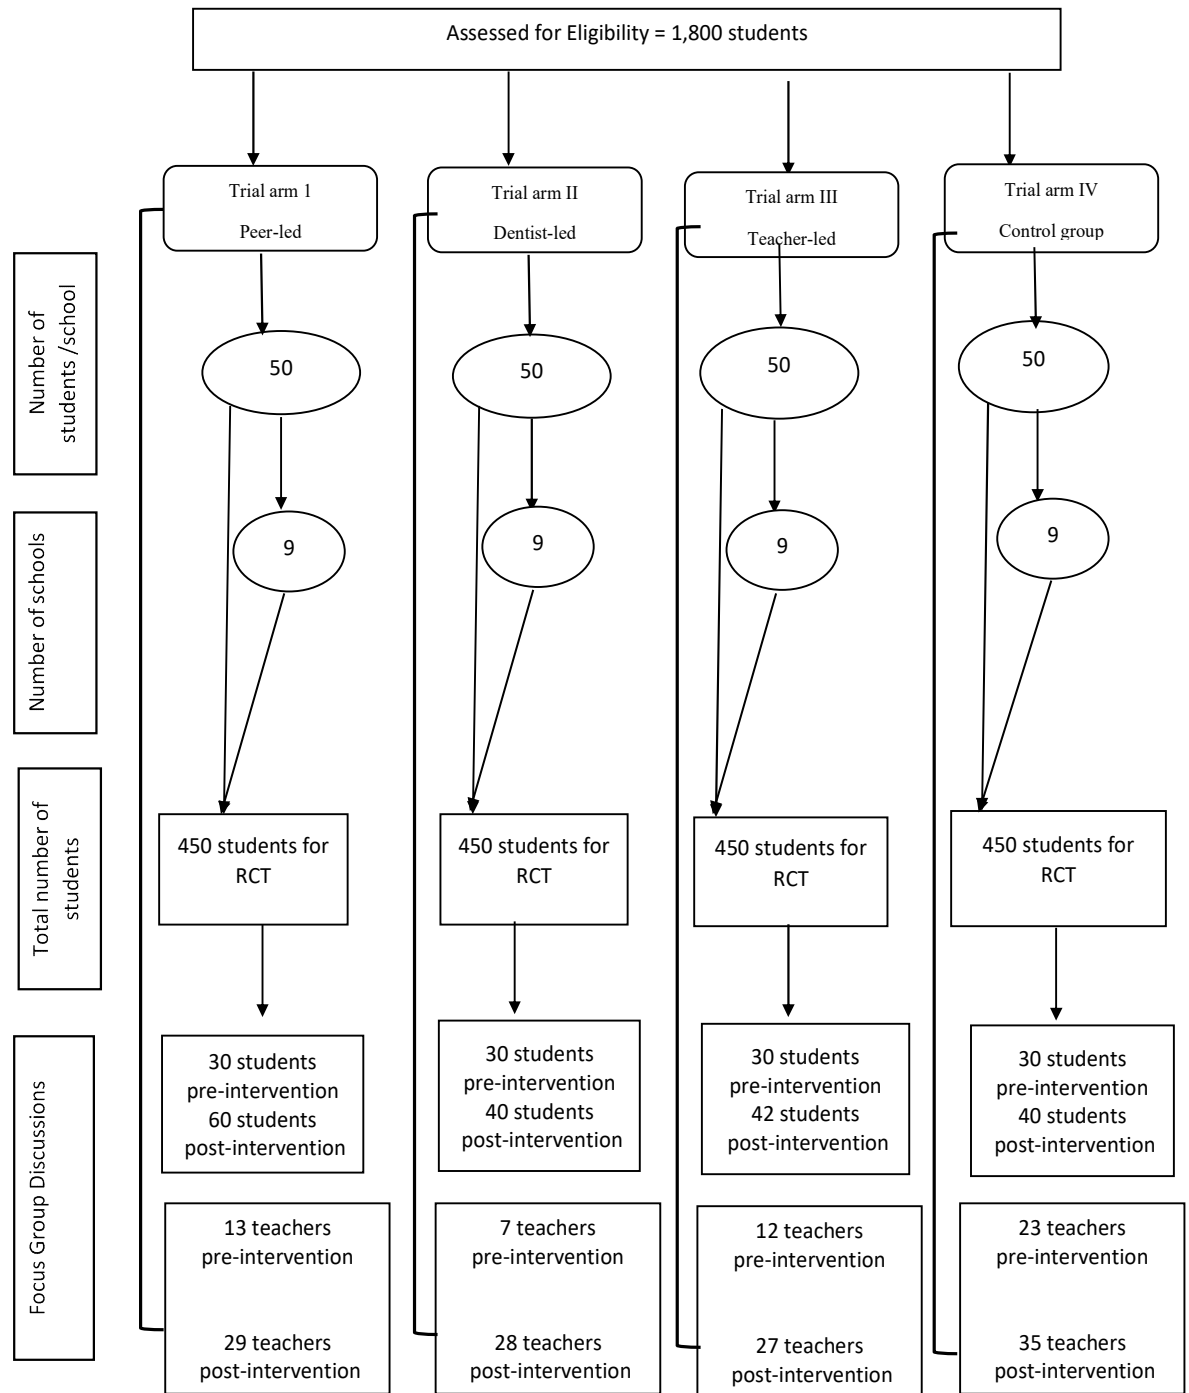 Assessed for Eligibility = 1,800 students
Trial arm 1
Peer-led
Trial arm II
Dentist-led
Trial arm III
Teacher-led
Trial arm IV
Control group
Number of
students /school
50
50
50
50
Number of schools
9
9
9
9
Total number of
students
450 students for
RCT
450 students for
RCT
450 students for
RCT
450 students for
RCT
Focus Group Discussions
30 students
pre-intervention
60 students
post-intervention
30 students
pre-intervention
40 students
post-intervention
30 students
pre-intervention
42 students
post-intervention
30 students
pre-intervention
40 students
post-intervention
13 teachers
pre-intervention
29 teachers
post-intervention
7 teachers
pre-intervention
28 teachers
post-intervention
12 teachers
pre-intervention
27 teachers
post-intervention
23 teachers
pre-intervention
35 teachers
post-intervention